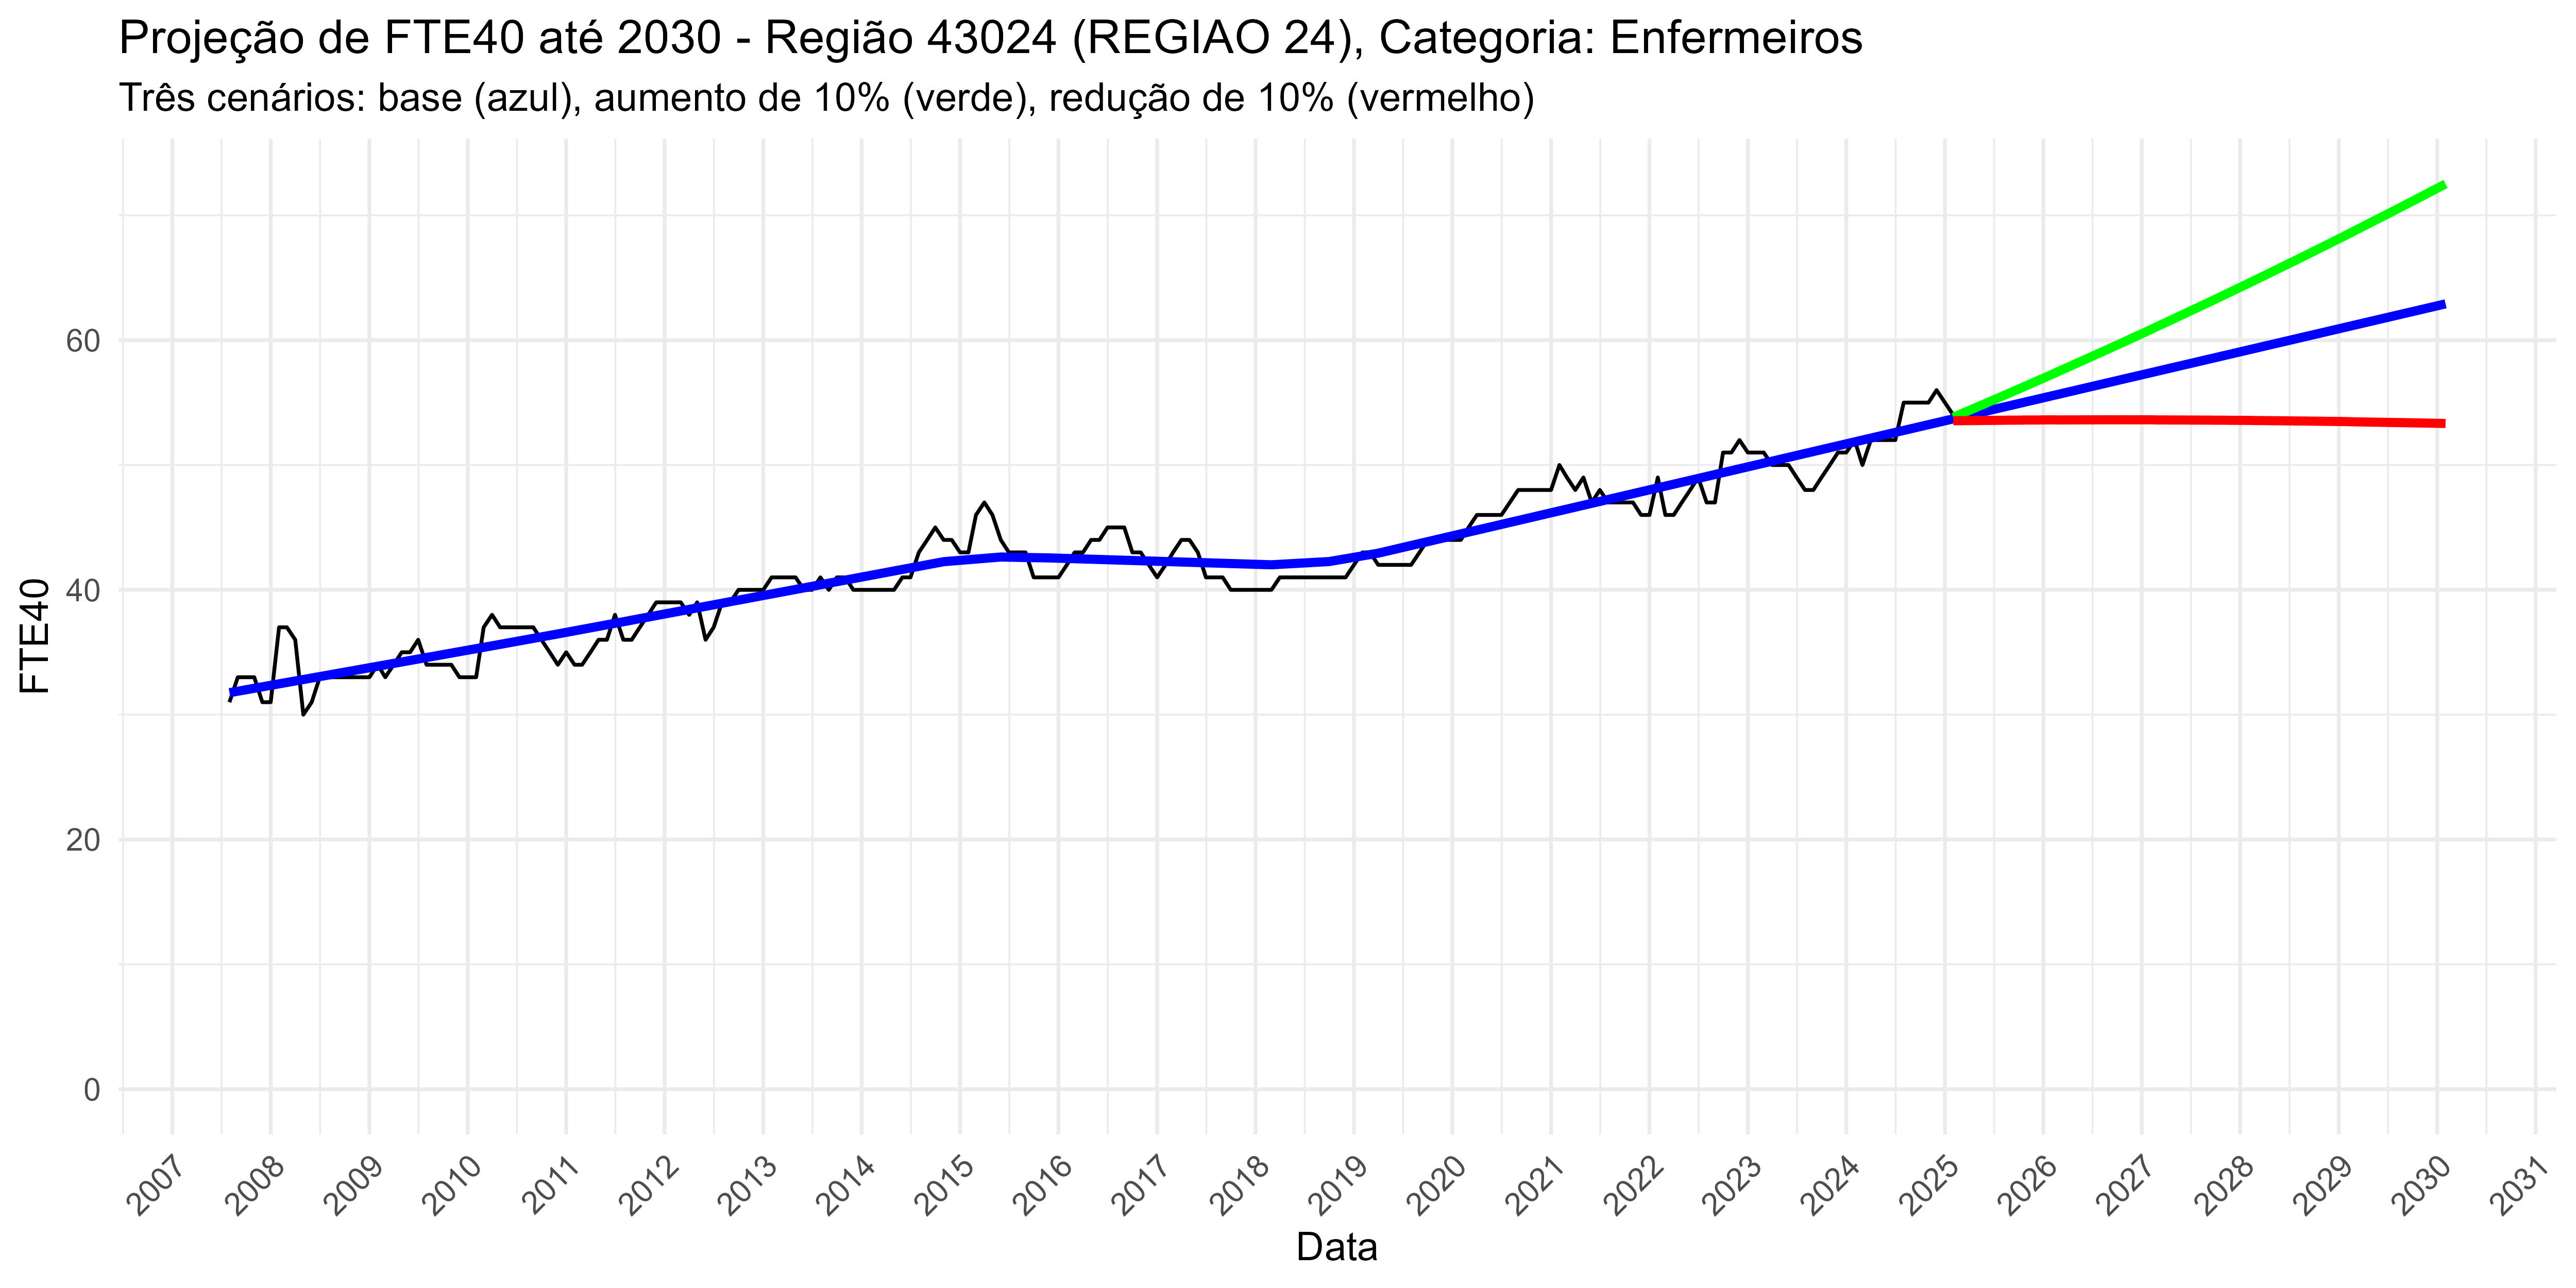 Projeção de FTE40 até 2030 - Região 43024 (REGIAO 24), Categoria: Enfermeiros
Três cenários: base (azul), aumento de 10% (verde), redução de 10% (vermelho)
FTE40
60
40
20
0
2007 2008 2009 2010 2011 2012 2013 2014 2015 2016 2017 2018 2019 2020 2021 2022 2023 2024 2025 2026 2027 2028 2029 2030 2031
Data